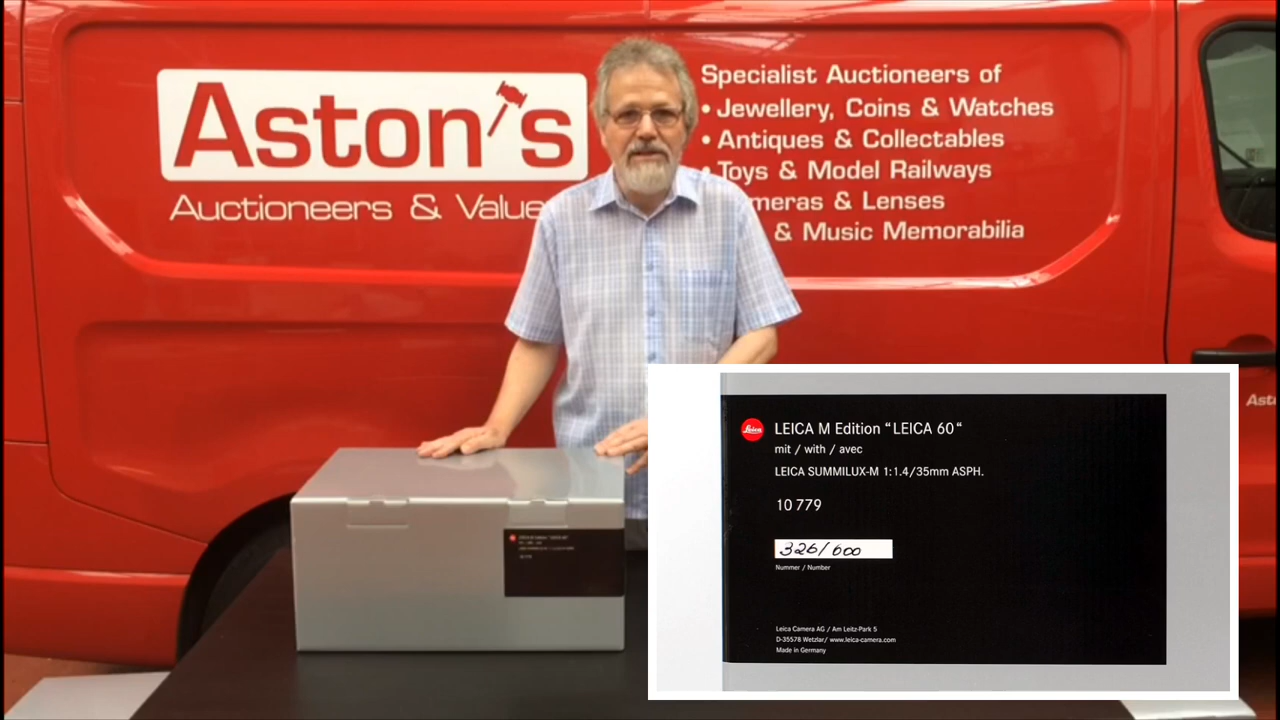 Aston's
Auctioneers & Value
Specialist Auctioneers of
• Jewellery, Coins & Watches
• Antiques & Collectables
Toys & Model Railways
meras & Lenses
& Music Memorabilia
Asto
LEICA M Edition "LEICA 60"
mit / with / avec
LEICA SUMMILUX-M 1:1.4/35mm ASPH.
10 779
326/600
Nummer / Number
Leica Camera AG / Am Leitz-Park 5
D-35578 Wetzlar/ www.leica-camera.com
Made in Germany
Leica